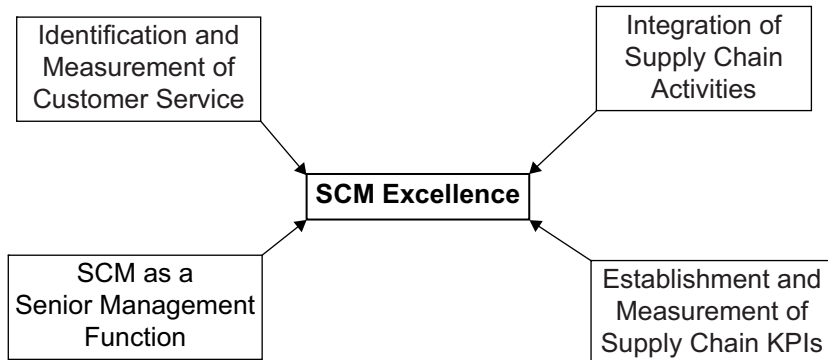 Identification and
Measurement of
Customer Service
Integration of
Supply Chain
Activities
SCM Excellence
SCM as a
Senior Management
Function
Establishment and
Measurement of
Supply Chain KPIs